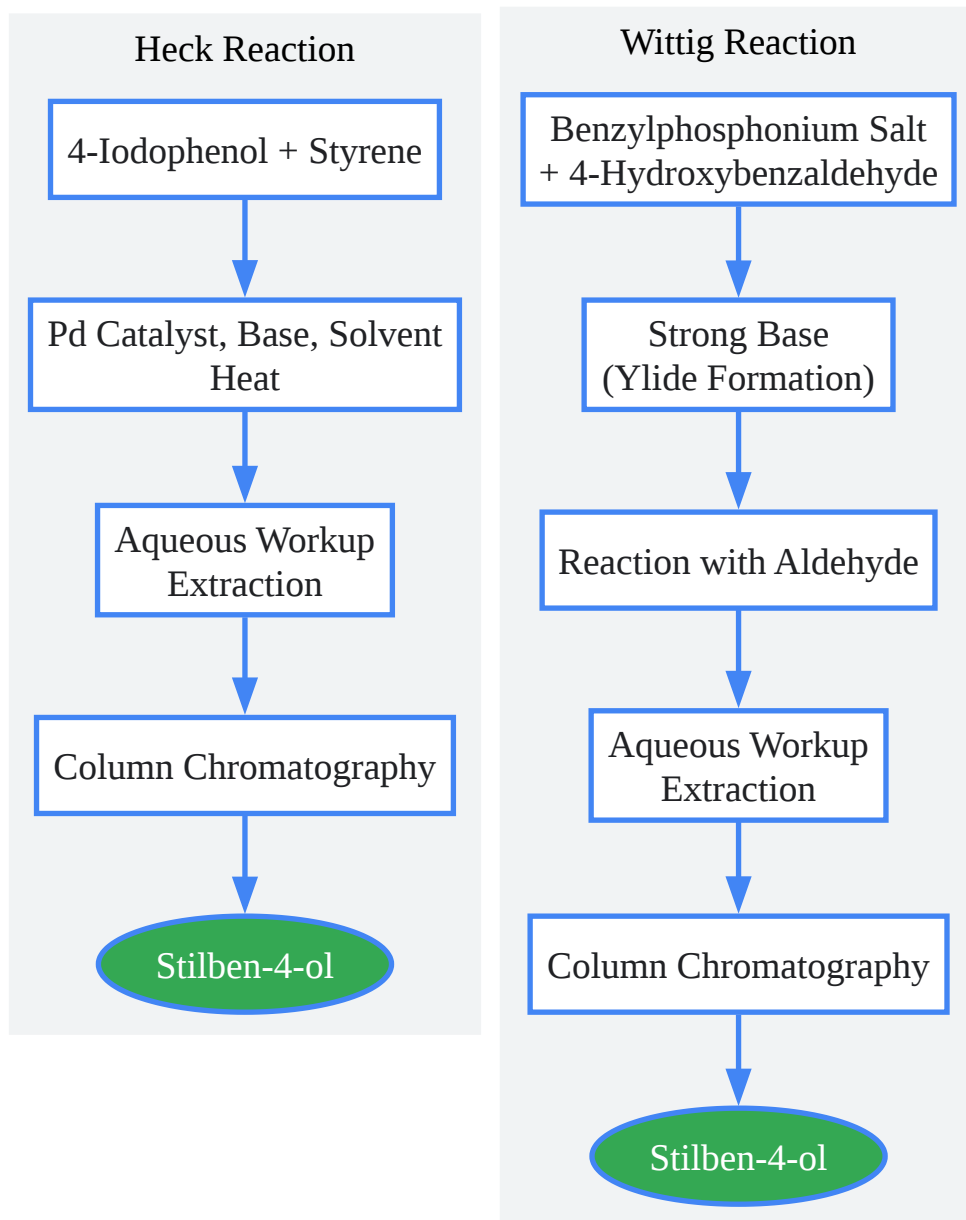 Heck Reaction
4-Iodophenol + Styrene
Pd Catalyst, Base, Solvent
Heat
Aqueous Workup
Extraction
Column Chromatography
Stilben-4-ol
Wittig Reaction
Benzylphosphonium Salt
+ 4-Hydroxybenzaldehyde
Strong Base
(Ylide Formation)
Reaction with Aldehyde
Aqueous Workup
Extraction
Column Chromatography
Stilben-4-ol